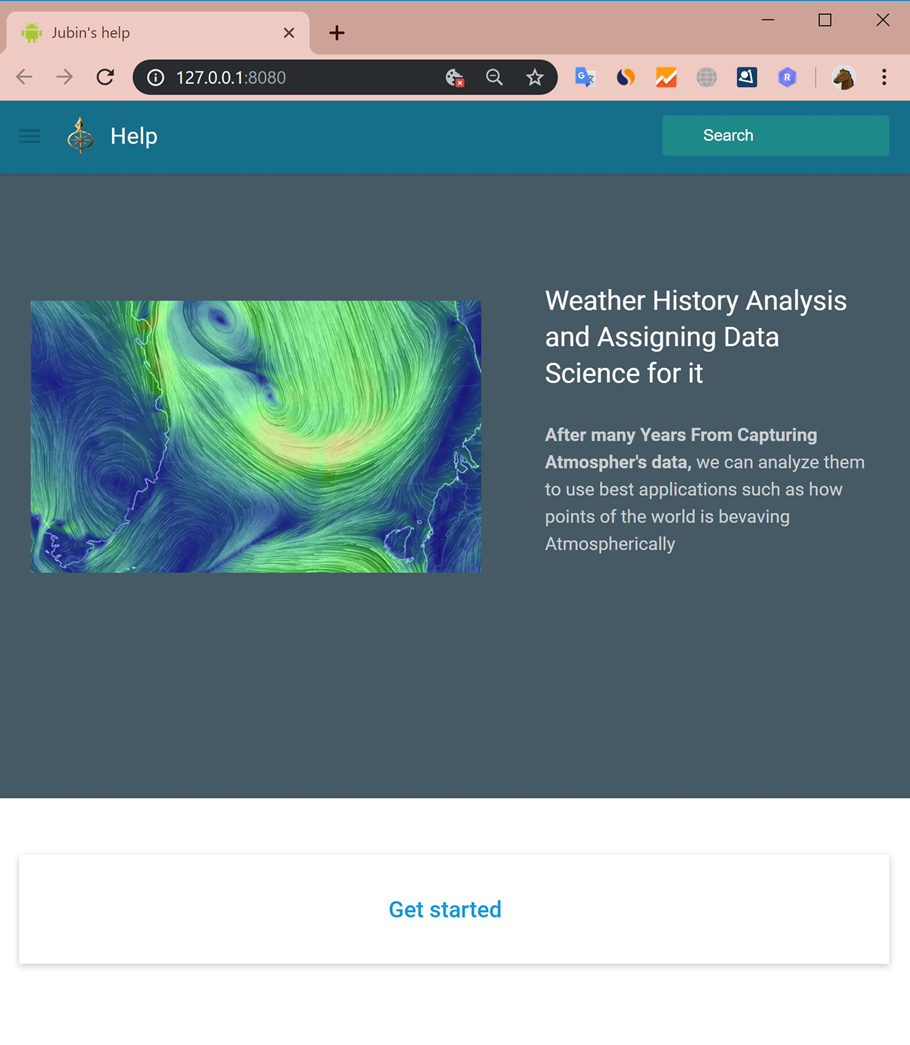 Jubin's help
127.0.0.1:8080
Help
Search
Weather History Analysis
and Assigning Data
Science for it
After many Years From Capturing
Atmospher's data, we can analyze them
to use best applications such as how
points of the world is bevaving
Atmospherically
Get started